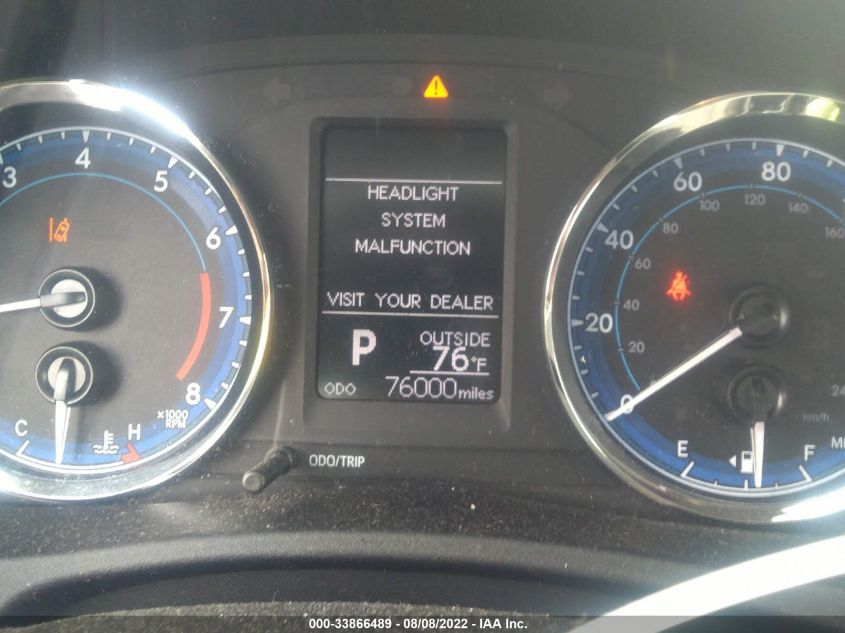 3 4 5 6 7 8
x1000
RPM
C H
HEADLIGHT
SYSTEM
MALFUNCTION
VISIT YOUR DEALER
P
OUTSIDE
76°F
ODO 76000 miles
ODO/TRIP
0 20 40 60 80
20 40 60 80 100 120 140 160
km/h
E F
000-33866489 - 08/08/2022 - IAA Inc.